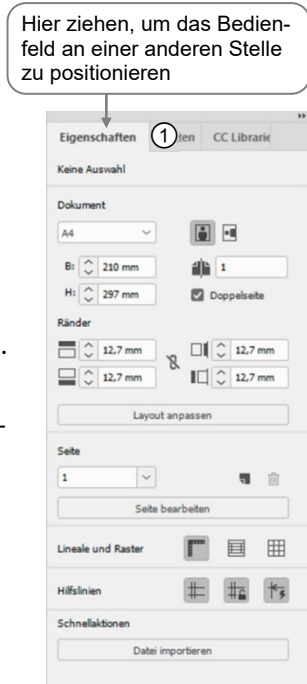 Hier ziehen, um das Bedien-
feld an einer anderen Stelle
zu positionieren
Eigenschaften 1 ten CC Librarie
Keine Auswahl
Dokument
A4
B: 210 mm 1
H: 297 mm Doppelseite
Ränder
12,7 mm 12,7 mm
12,7 mm 12,7 mm
Layout anpassen
Seite
1
Seite bearbeiten
Lineale und Raster
Hilfslinien
Schnellaktionen
Datei importieren